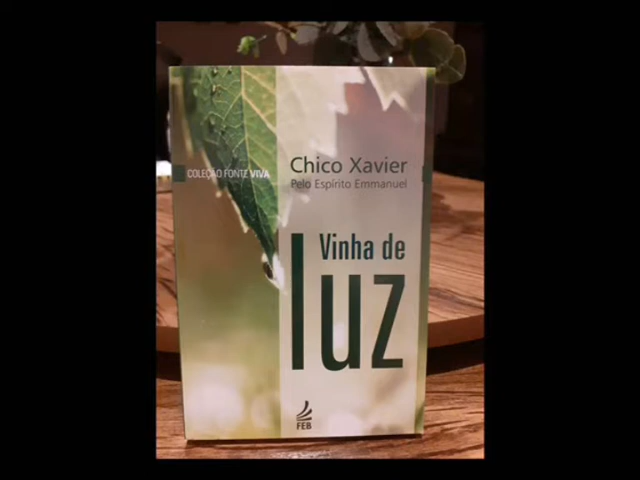 COLEÇÃO FONTE VIVA
Chico Xavier
Pelo Espírito Emmanuel
Vinha de
luz
FEB